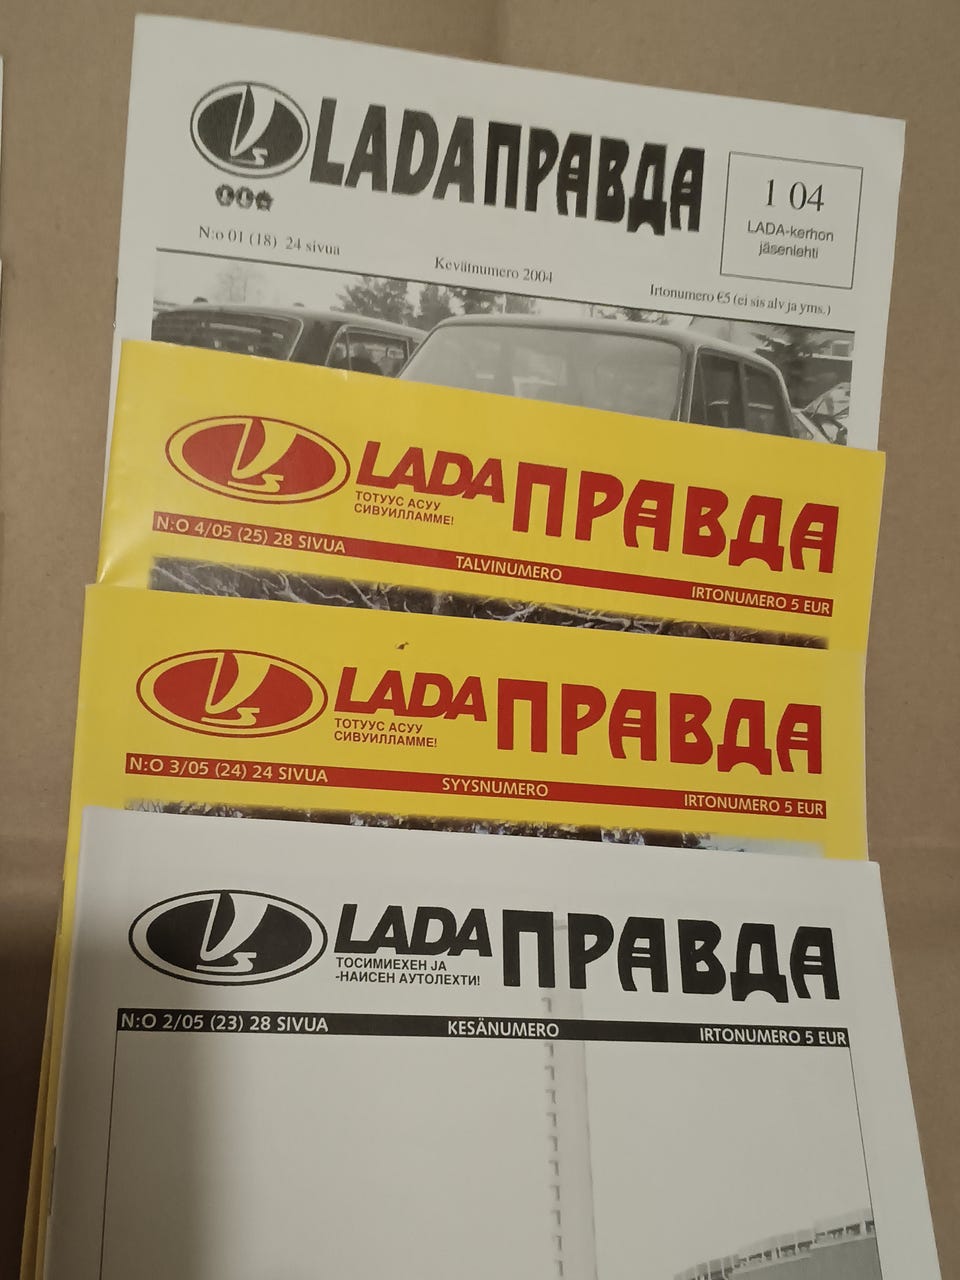 LADAПРАВДА
1 04
LADA-kerhon
jäsenlehti
N:o 01 (18) 24 sivua
Kevätnumero 2004
Irtonumero €5 (ei sis alv ja yms.)
LADA ПРАВДА
ТОТУУС АСУУ
СИВУИЛЛАММЕ!
N:O 4/05 (25) 28 SIVUA
TALVINUMERO
IRTONUMERO 5 EUR
LADA ПРАВДА
ТОТУУС АСУУ
СИВУИЛЛАММЕ!
N:O 3/05 (24) 24 SIVUA
SYYSNUMERO
IRTONUMERO 5 EUR
LADA ПРАВДА
ТОСИМИЕХЕН JA
-НАИСЕН АУТОЛЕХТИ!
N:O 2/05 (23) 28 SIVUA
KESÄNUMERO
IRTONUMERO 5 EUR